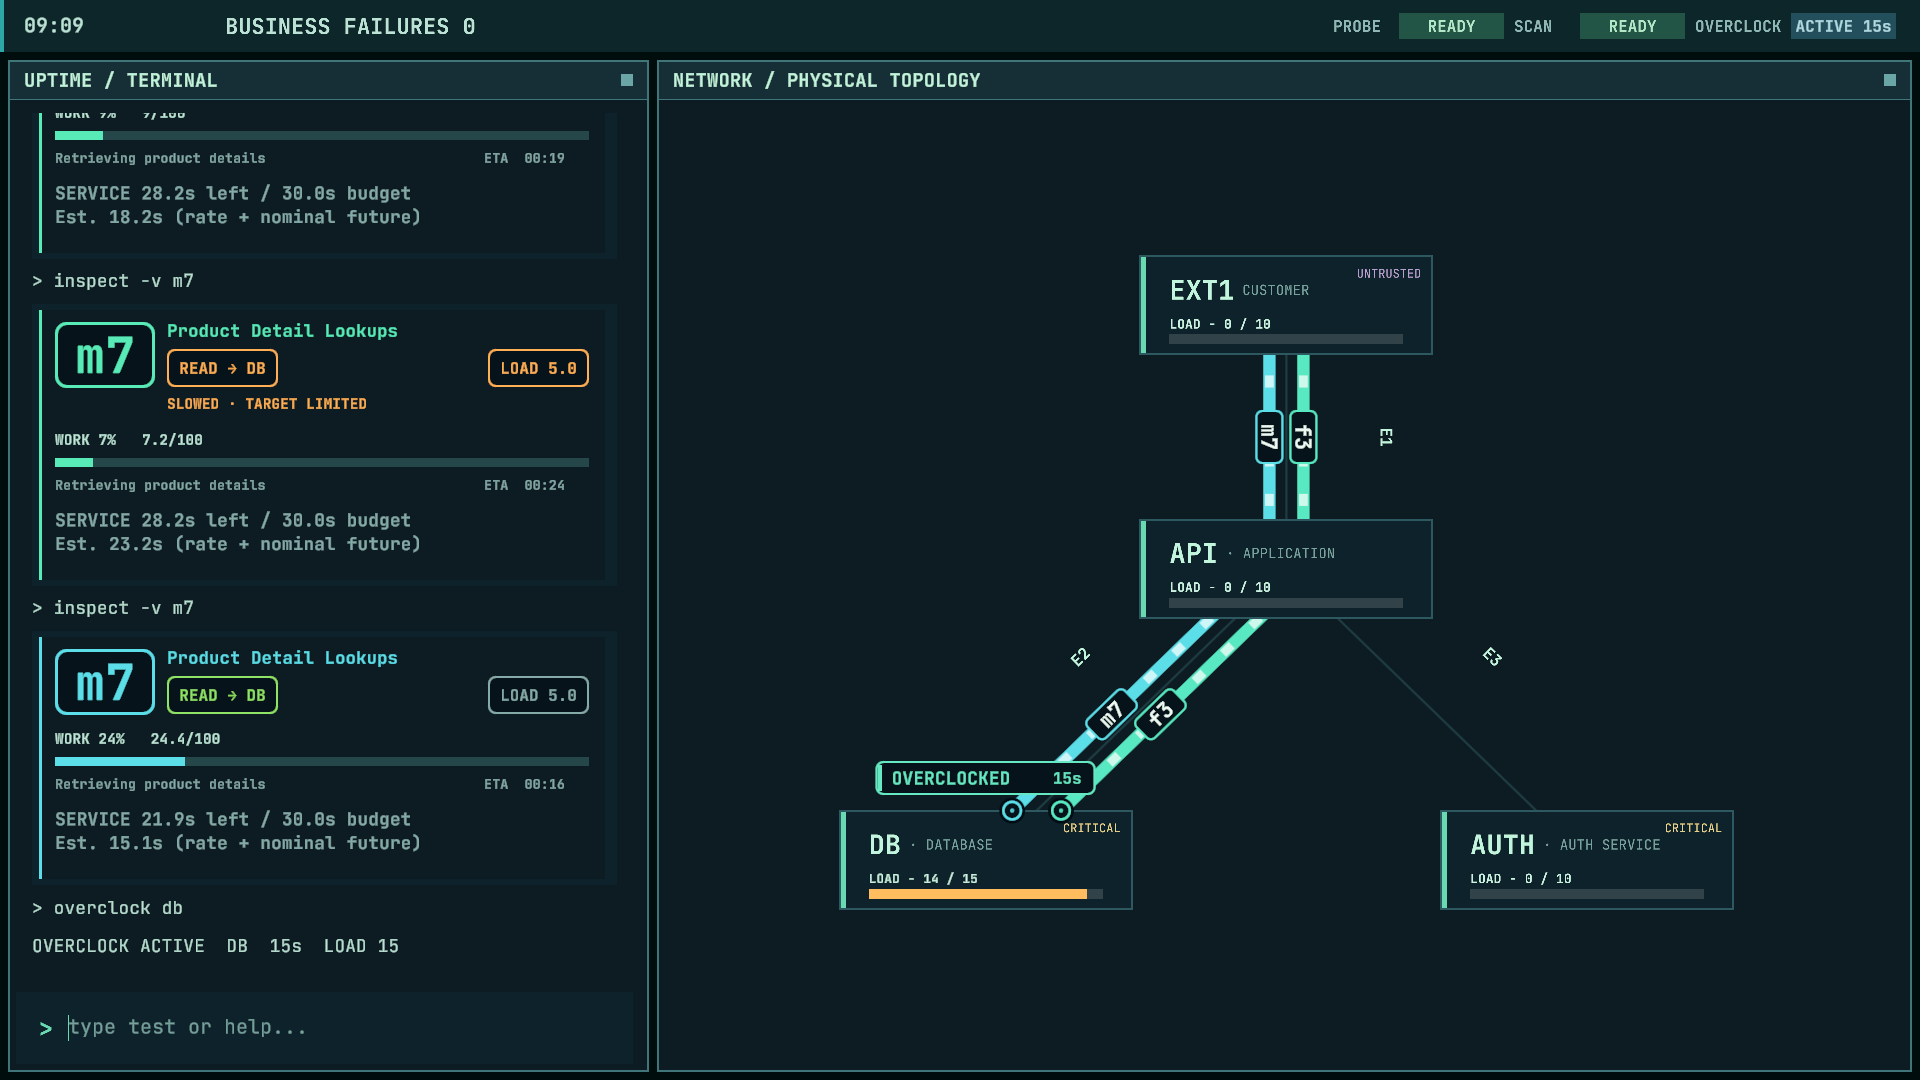 09:09
BUSINESS FAILURES 0
PROBE READY SCAN READY OVERCLOCK ACTIVE 15s
UPTIME / TERMINAL
WORK 9% 9/100
Retrieving product details ETA 00:19
SERVICE 28.2s left / 30.0s budget
Est. 18.2s (rate + nominal future)
> inspect -v m7
m7 Product Detail Lookups
READ → DB LOAD 5.0
SLOWED · TARGET LIMITED
WORK 7% 7.2/100
Retrieving product details ETA 00:24
SERVICE 28.2s left / 30.0s budget
Est. 23.2s (rate + nominal future)
> inspect -v m7
m7 Product Detail Lookups
READ → DB LOAD 5.0
WORK 24% 24.4/100
Retrieving product details ETA 00:16
SERVICE 21.9s left / 30.0s budget
Est. 15.1s (rate + nominal future)
> overclock db
OVERCLOCK ACTIVE DB 15s LOAD 15
> type test or help...
NETWORK / PHYSICAL TOPOLOGY
UNTRUSTED
EXT1 CUSTOMER
LOAD - 0 / 10
m7 f3 E1
API · APPLICATION
LOAD - 0 / 10
E2 E3
m7 f3
OVERCLOCKED 15s
CRITICAL
DB · DATABASE
LOAD - 14 / 15
CRITICAL
AUTH · AUTH SERVICE
LOAD - 0 / 10